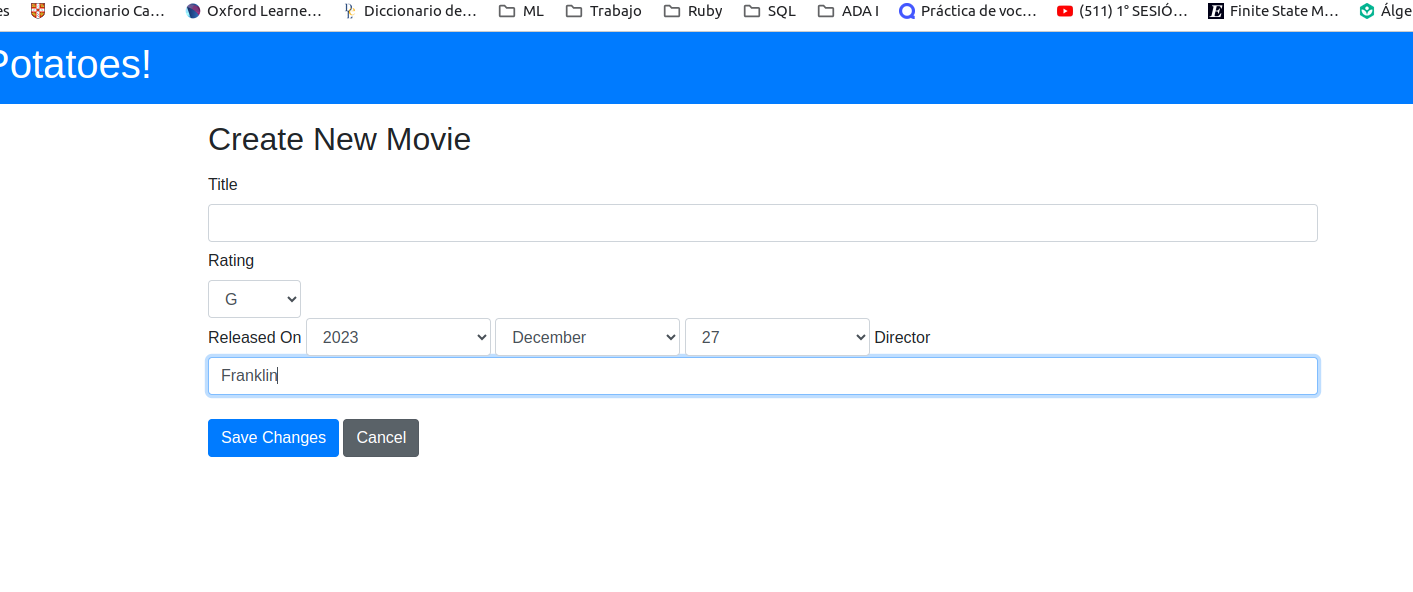 es Diccionario Ca… Oxford Learne… Diccionario de… ML Trabajo Ruby SQL ADA I Práctica de voc… (511) 1° SESIÓ… Finite State M… Álge
Potatoes!
Create New Movie
Title
Rating
G
Released On 2023 December 27 Director
Franklin
Save Changes Cancel